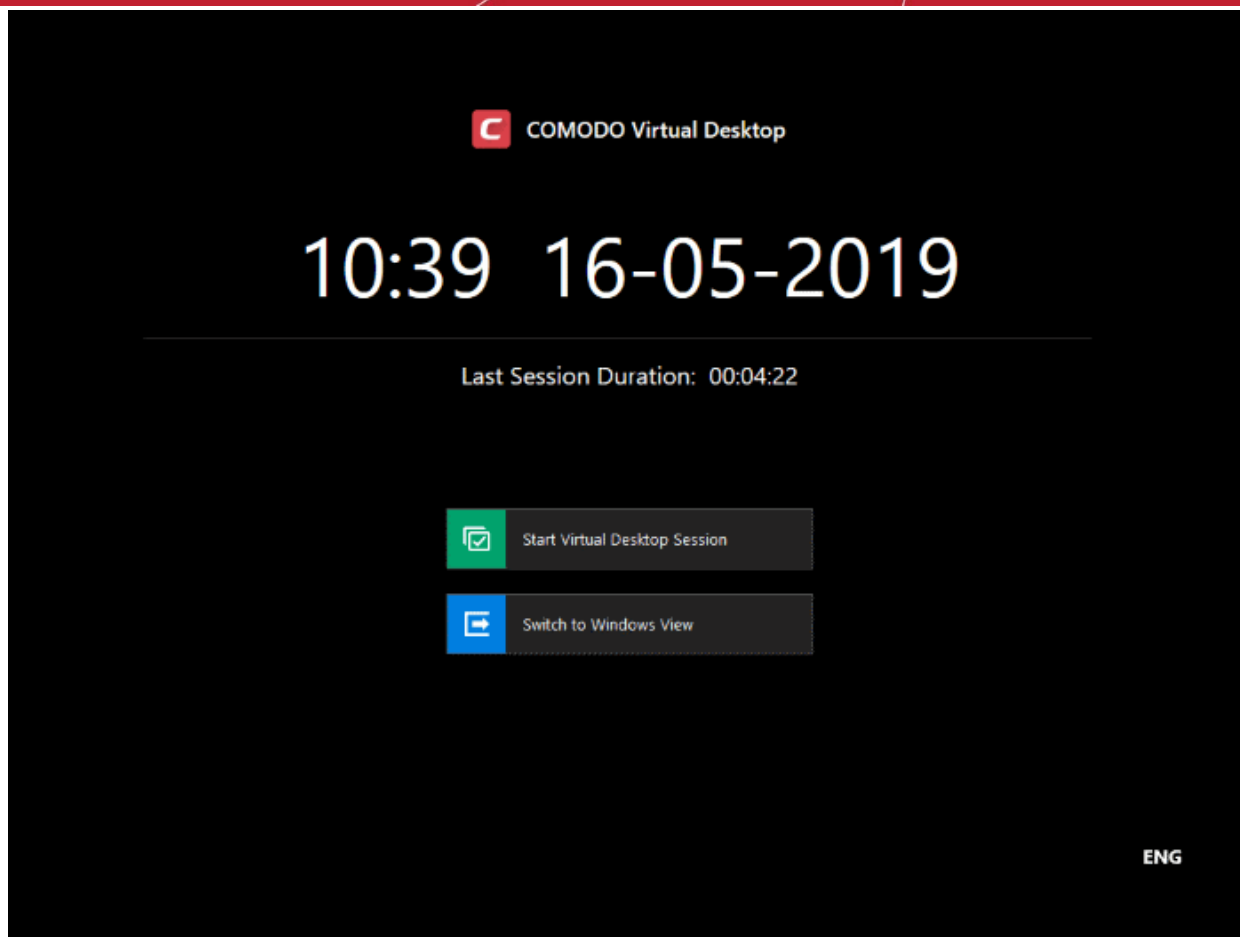 COMODO Virtual Desktop
10:39 16-05-2019
Last Session Duration: 00:04:22
Start Virtual Desktop Session
Switch to Windows View
ENG